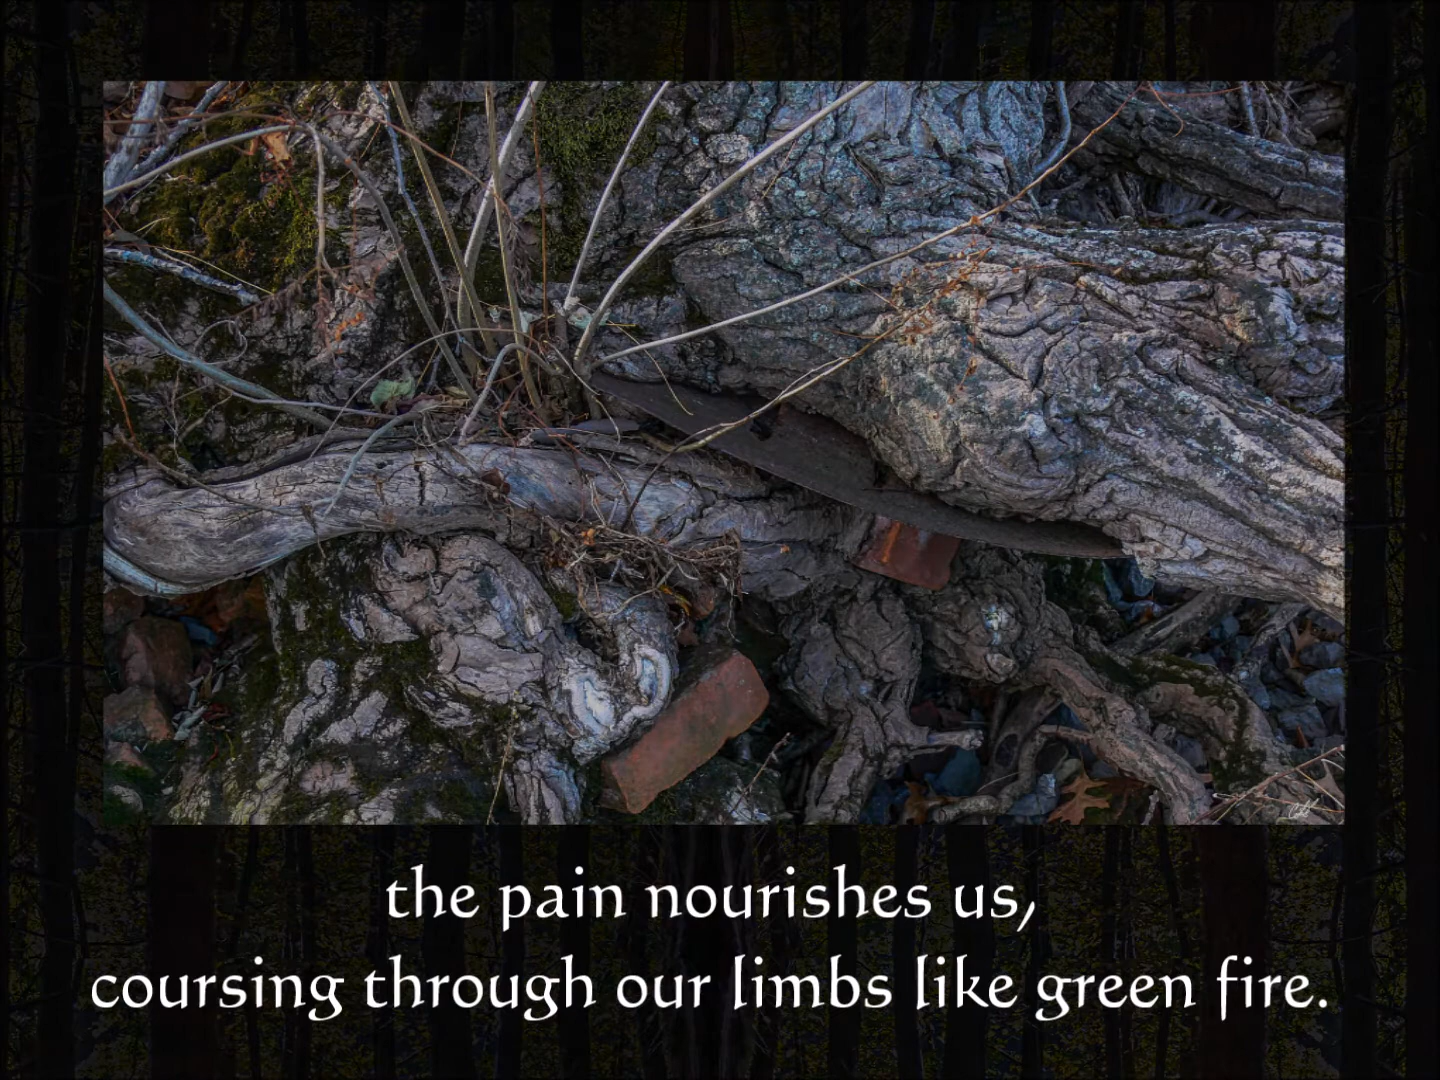 the pain nourishes us,
coursing through our limbs like green fire.